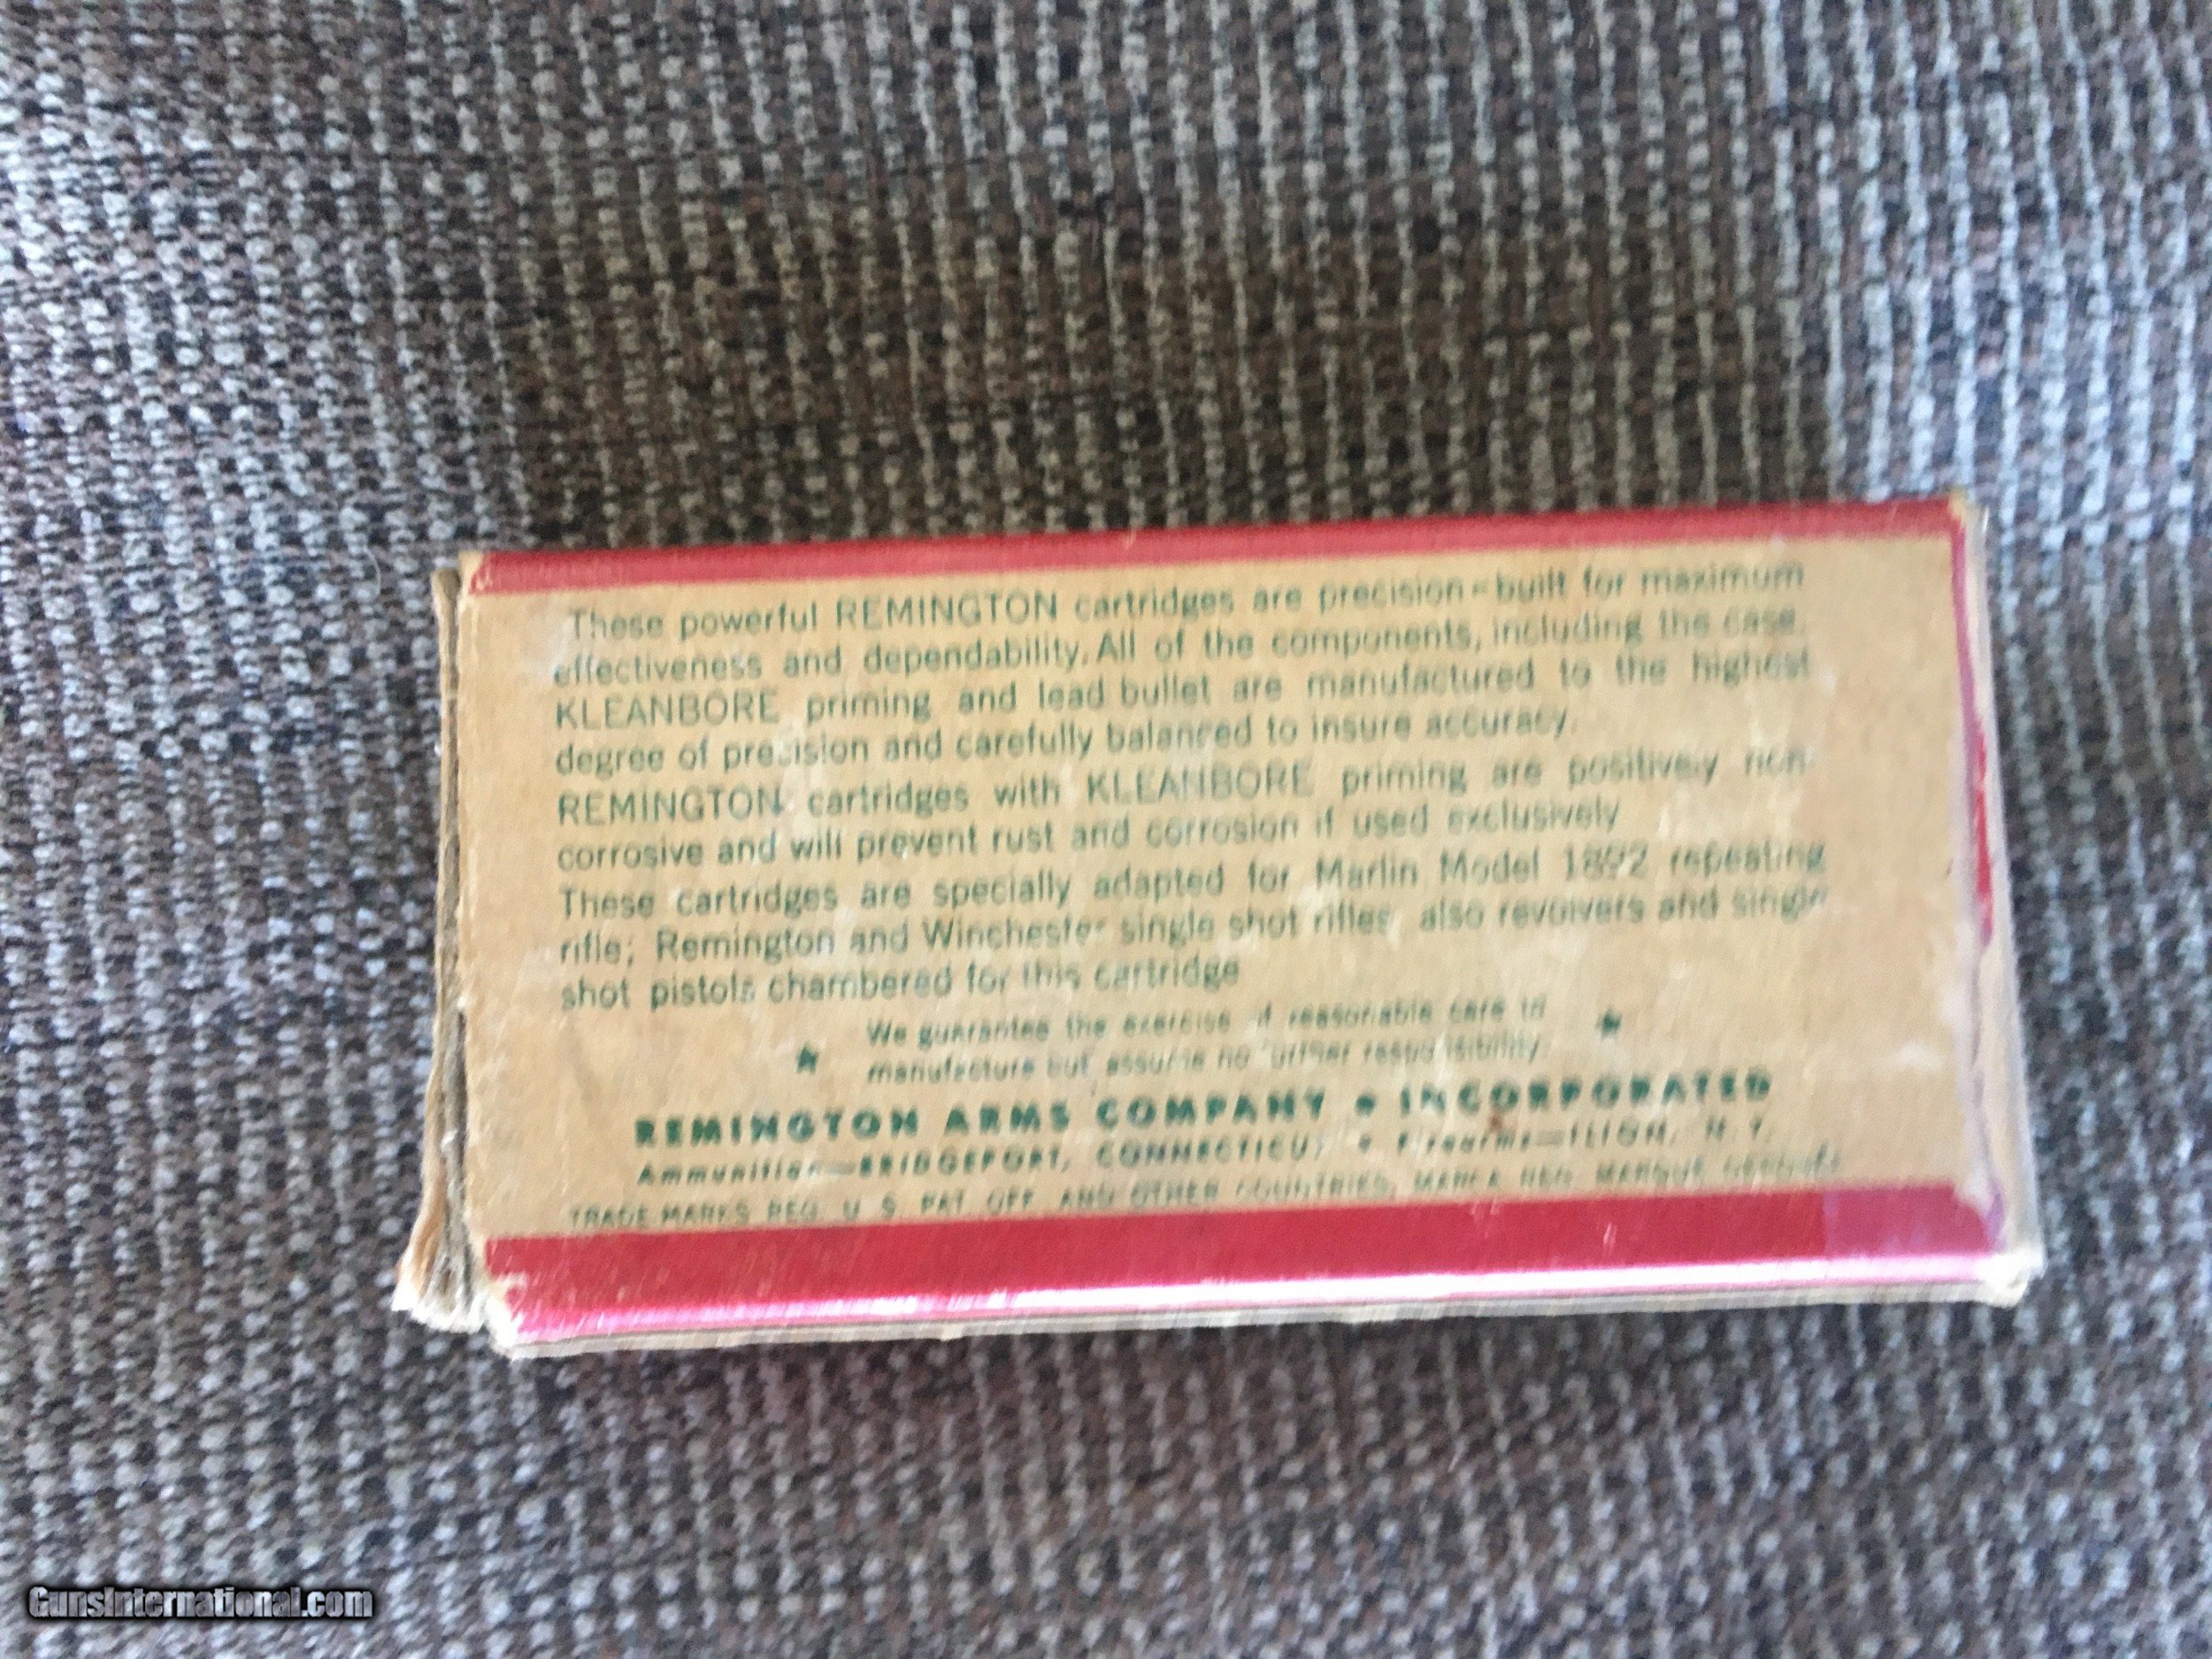 These powerful REMINGTON cartridges are precision-built for maximum
effectiveness and dependability. All of the components, including the case,
KLEANBORE priming and lead bullet are manufactured to the highest
degree of precision and carefully balanced to insure accuracy.
REMINGTON cartridges with KLEANBORE priming are positively non-
corrosive and will prevent rust and corrosion if used exclusively
These cartridges are specially adapted for Marlin Model 1892 repeating
rifle; Remington and Winchester single shot rifles, also revolvers and single
shot pistols chambered for this cartridge
We guarantee the exercise of reasonable care in
manufacture but assume no further responsibility.
REMINGTON ARMS COMPANY ★ INCORPORATED
Ammunition—BRIDGEPORT, CONNECTICUT ★ Firearms—ILION, N. Y.
TRADE MARKS REG. U. S. PAT. OFF. AND OTHER COUNTRIES, MARCA REG. MARQUE DEPOSÉE
GunsInternational.com